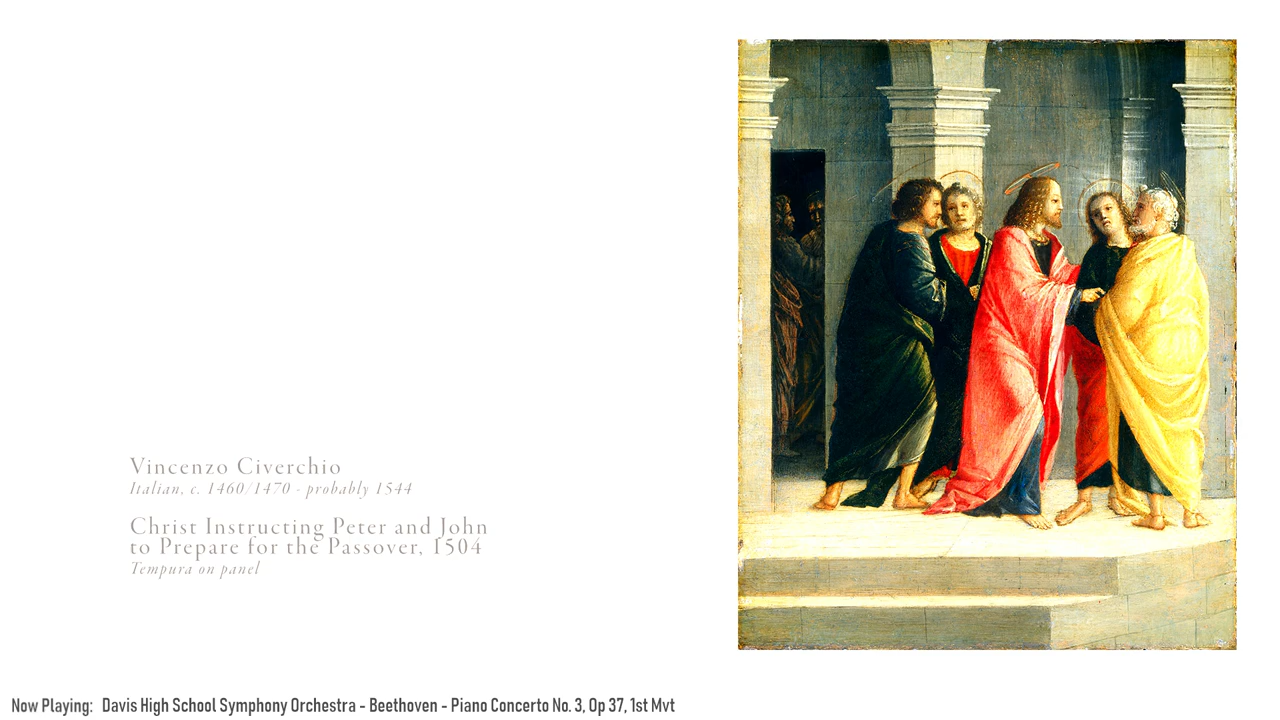 Vincenzo Civerchio
Italian, c. 1460/1470 - probably 1544
Christ Instructing Peter and John
to Prepare for the Passover, 1504
Tempura on panel
Now Playing: Davis High School Symphony Orchestra - Beethoven - Piano Concerto No. 3, Op 37, 1st Mvt